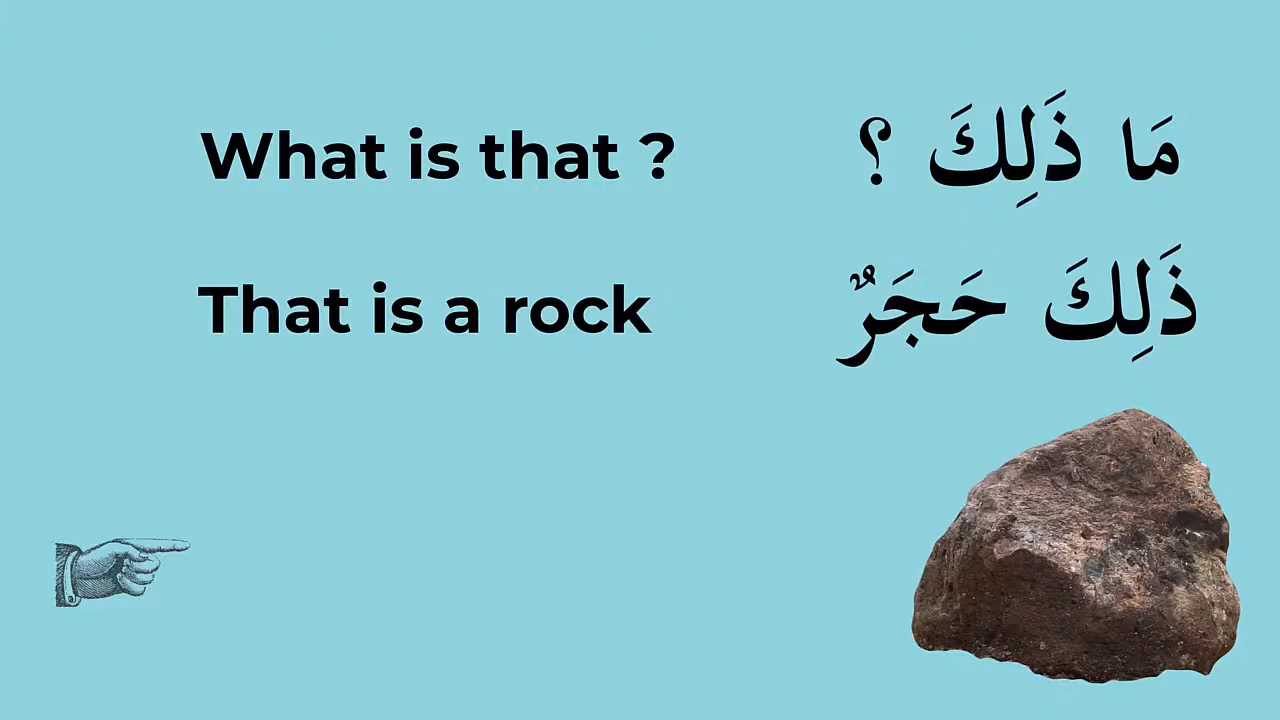 What is that ? مَا ذَلِكَ ؟
That is a rock ذَلِكَ حَجَرٌ